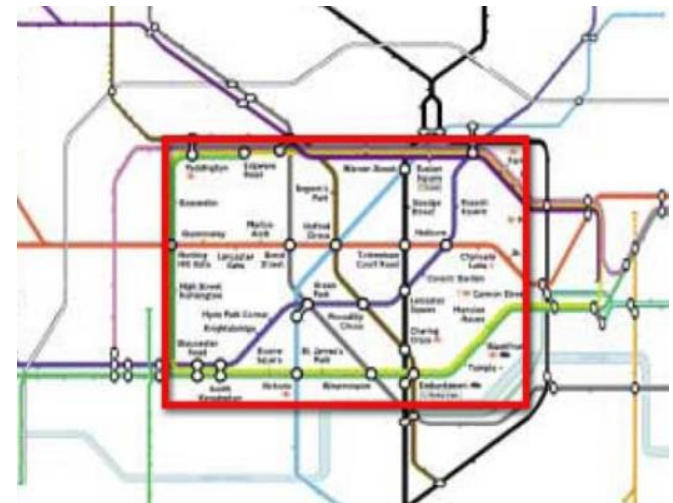 Paddington
Edgware
Road
Warren Street
Euston
Square
Bayswater
Regent's
Park
Goodge
Street
Russell
Square
Queensway
Marble
Arch
Oxford
Circus
Holborn
Notting
Hill Gate
Lancaster
Gate
Bond
Street
Tottenham
Court Road
Chancery
Lane
High Street
Kensington
Green
Park
Covent Garden
Leicester
Square
Cannon Street
Hyde Park Corner
Knightsbridge
Piccadilly
Circus
Mansion
House
Gloucester
Road
Sloane
Square
St. James's
Park
Charing
Cross
Blackfriars
Temple
South
Kensington
Victoria
Westminster
Embankment